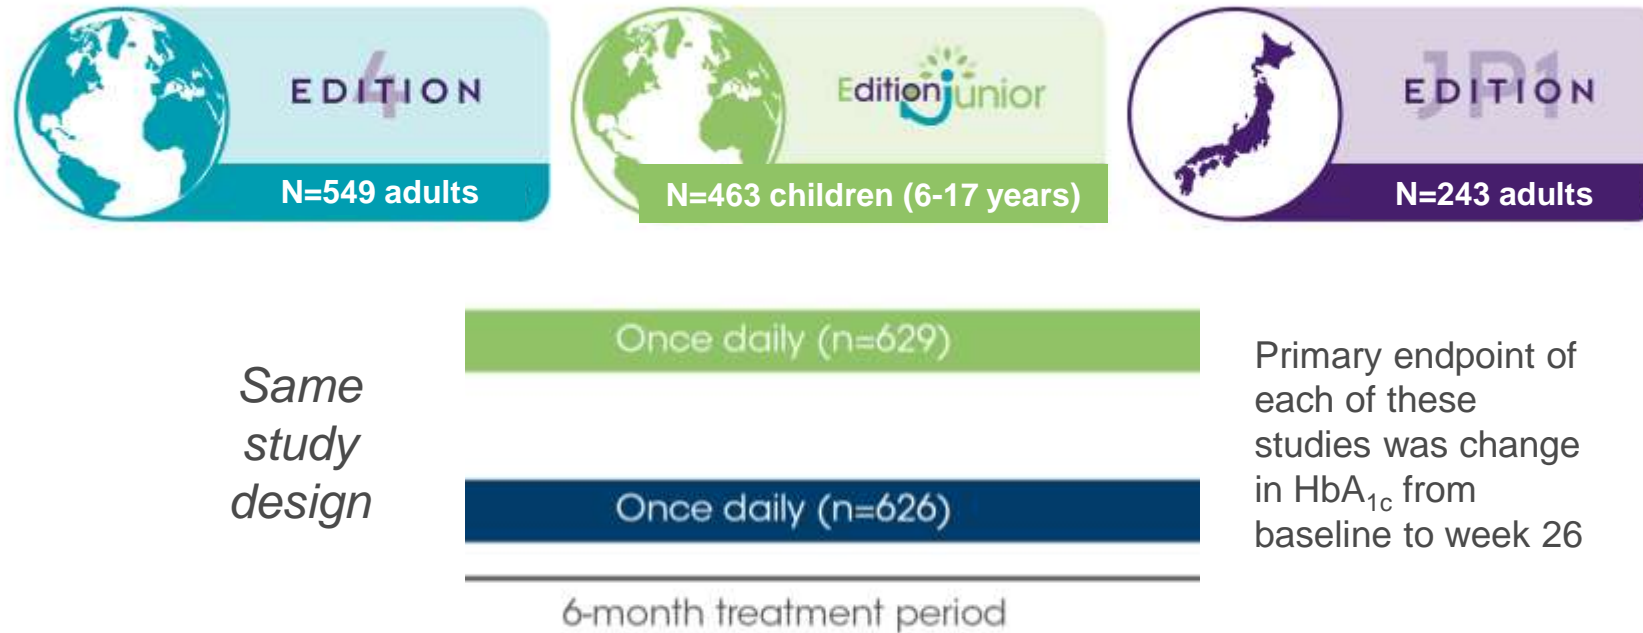 EDITION 4
N=549 adults
Edition junior
N=463 children (6-17 years)
EDITION JP1
N=243 adults
Same
study
design
Once daily (n=629)
Once daily (n=626)
6-month treatment period
Primary endpoint of
each of these
studies was change
in HbA1c from
baseline to week 26